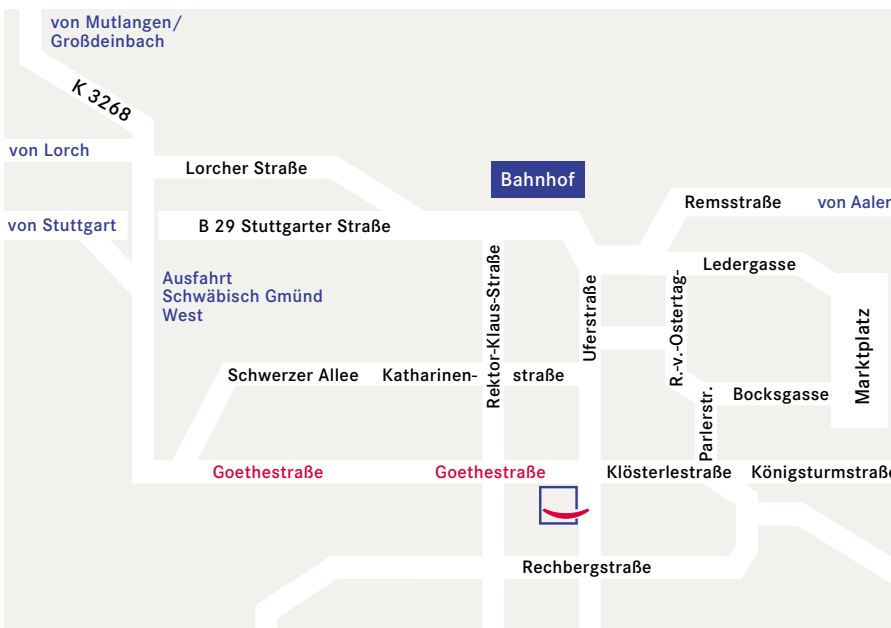 von Mutlangen/
Großdeinbach
K 3268
von Lorch
Lorcher Straße
Bahnhof
Remsstraße
von Aalen
von Stuttgart
B 29 Stuttgarter Straße
Ledergasse
Ausfahrt
Schwäbisch Gmünd
West
Rektor-Klaus-Straße
Uferstraße
R.-v.-Ostertag-
Marktplatz
Schwerzer Allee
Katharinen-
straße
Parlerstr.
Bocksgasse
Goethestraße
Goethestraße
Klösterlestraße
Königsturmstraße
Rechbergstraße